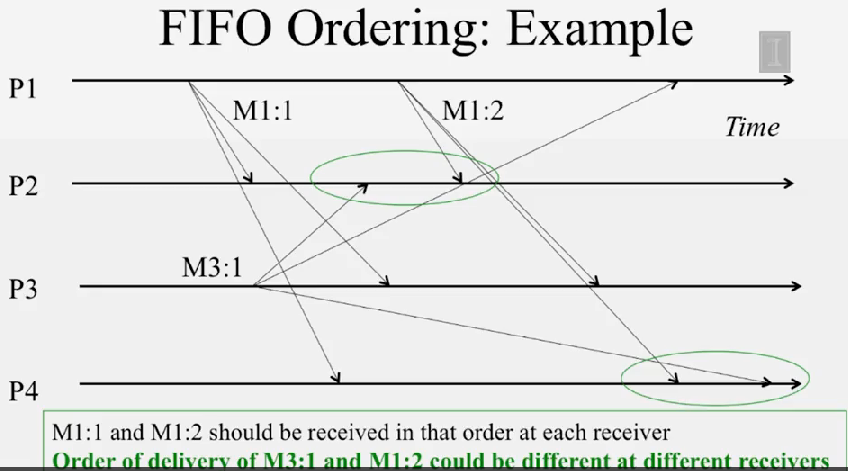 FIFO Ordering: Example
I
P1
M1:1
M1:2
Time
P2
M3:1
P3
P4
M1:1 and M1:2 should be received in that order at each receiver
Order of delivery of M3:1 and M1:2 could be different at different receivers